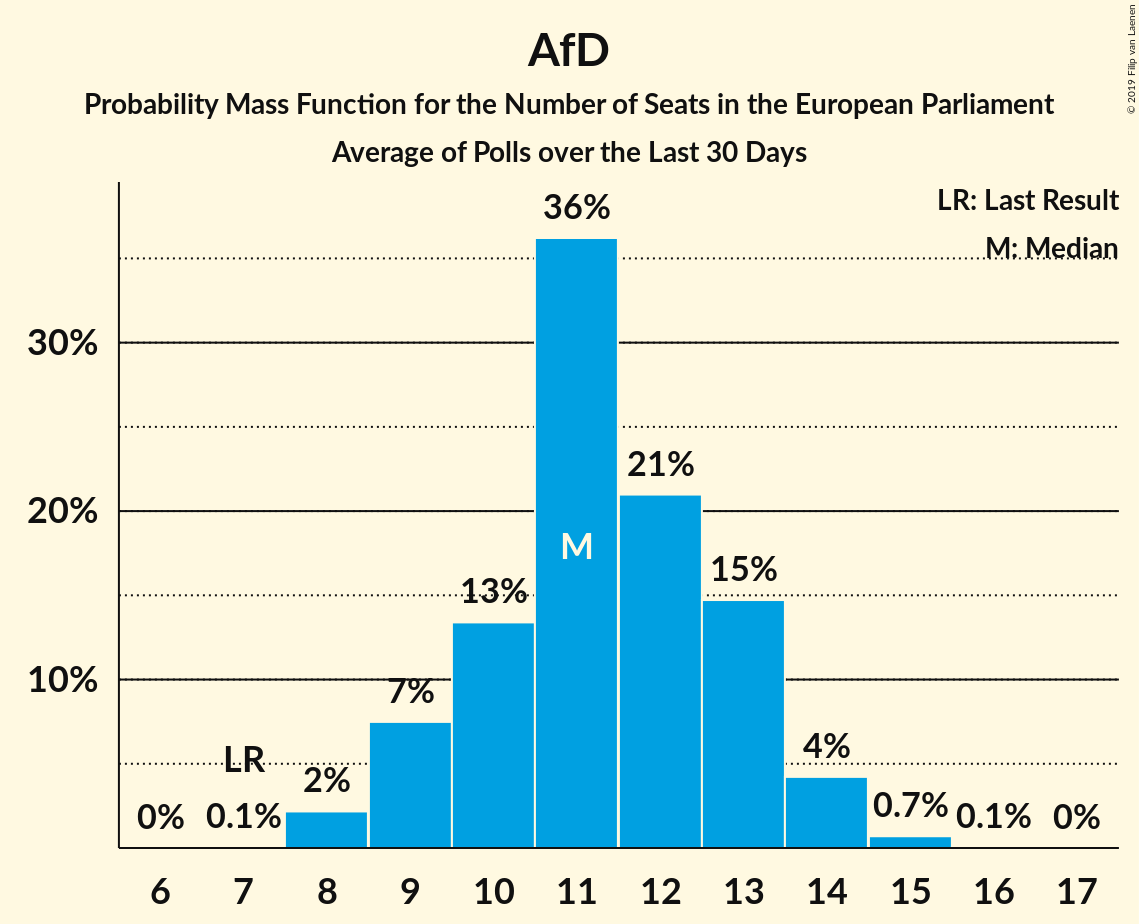 AfD
Probability Mass Function for the Number of Seats in the European Parliament
Average of Polls over the Last 30 Days
© 2019 Filip van Laenen
LR: Last Result
M: Median
36%
30%
21%
20%
M
15%
13%
10%
7%
LR
4%
2%
0% 0.1% 0.7% 0.1% 0%
6 7 8 9 10 11 12 13 14 15 16 17